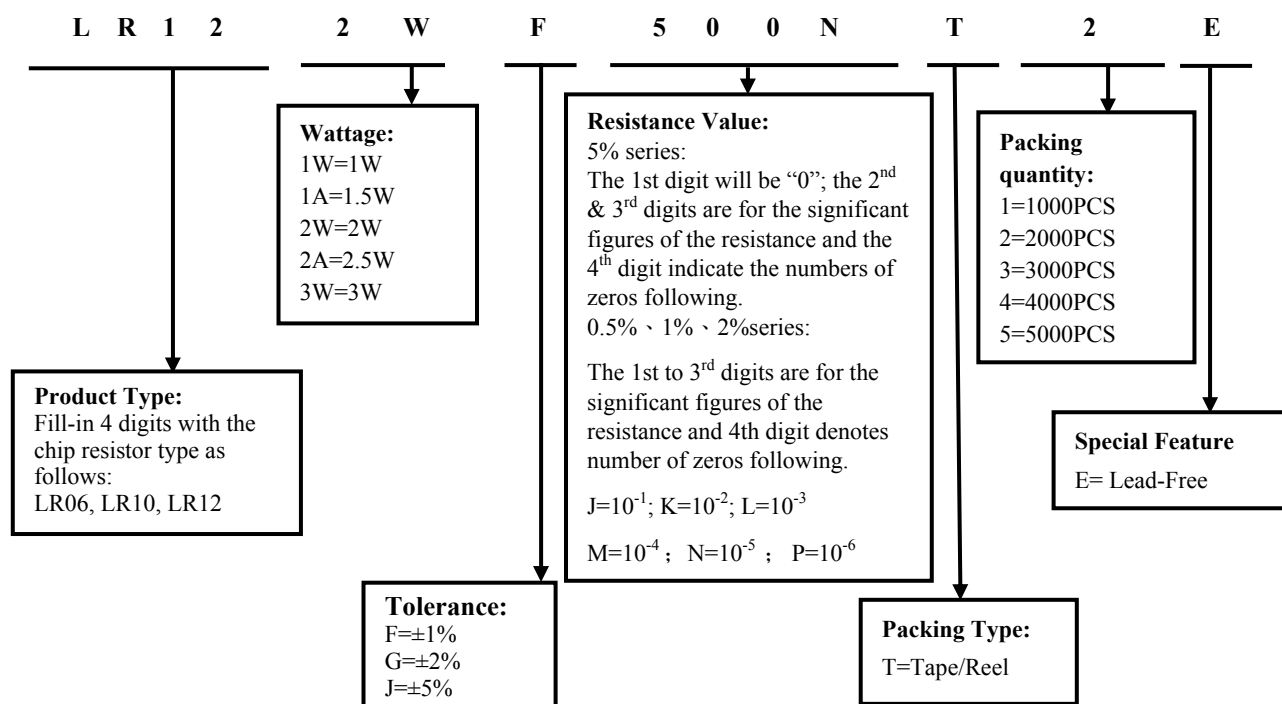 L R 1 2 2 W F 5 0 0 N T 2 E
Wattage:
1W=1W
1A=1.5W
2W=2W
2A=2.5W
3W=3W
Resistance Value:
5% series:
The 1st digit will be “0”; the 2nd
& 3rd digits are for the significant
figures of the resistance and the
4th digit indicate the numbers of
zeros following.
0.5%、1%、2%series:
The 1st to 3rd digits are for the
significant figures of the
resistance and 4th digit denotes
number of zeros following.
J=10-1; K=10-2; L=10-3
M=10-4 ; N=10-5 ; P=10-6
Packing
quantity:
1=1000PCS
2=2000PCS
3=3000PCS
4=4000PCS
5=5000PCS
Product Type:
Fill-in 4 digits with the
chip resistor type as
follows:
LR06, LR10, LR12
Special Feature
E= Lead-Free
Tolerance:
F=±1%
G=±2%
J=±5%
Packing Type:
T=Tape/Reel